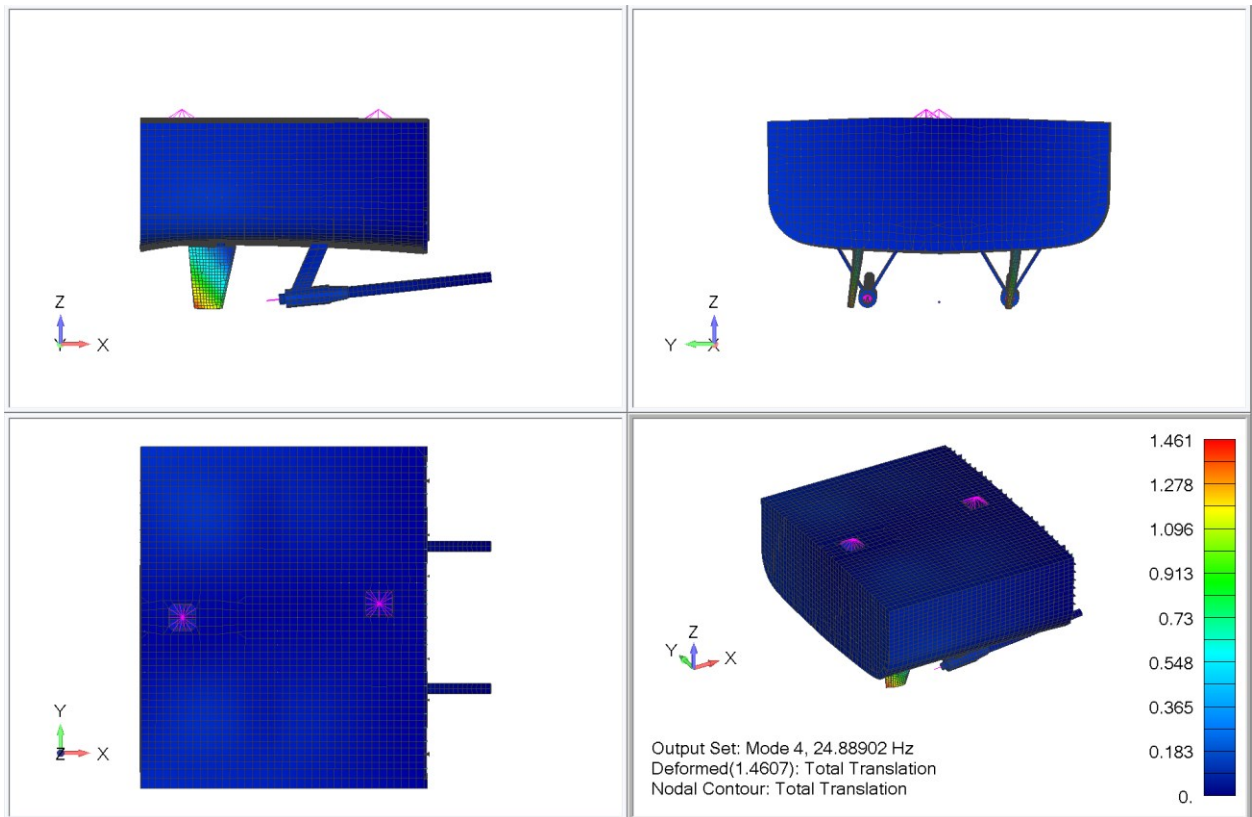 Z
Y X
Z
Y X
Y
Z X
Z
Y X
1.461
1.278
1.096
0.913
0.73
0.548
0.365
0.183
0.
Output Set: Mode 4, 24.88902 Hz
Deformed(1.4607): Total Translation
Nodal Contour: Total Translation